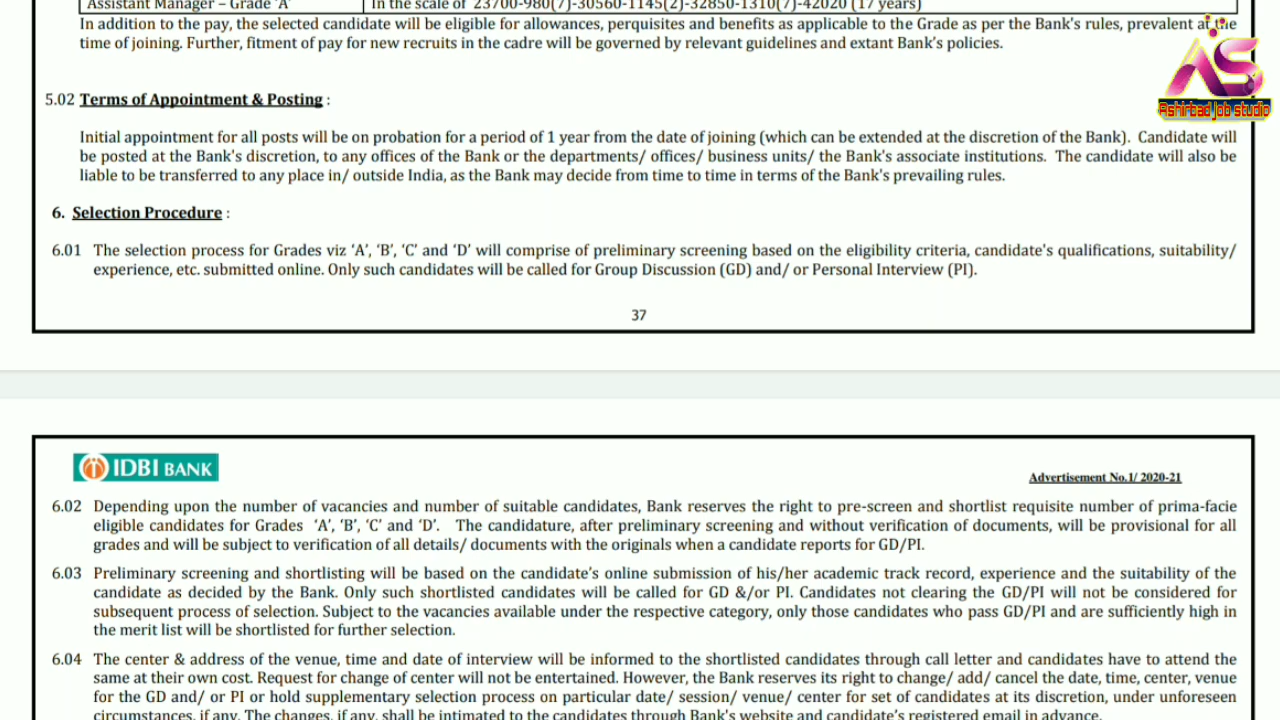 Assistant Manager – Grade ‘A’ In the scale of 23700-980(7)-30560-1145(2)-32850-1310(7)-42020 (17 years)
In addition to the pay, the selected candidate will be eligible for allowances, perquisites and benefits as applicable to the Grade as per the Bank's rules, prevalent at the
time of joining. Further, fitment of pay for new recruits in the cadre will be governed by relevant guidelines and extant Bank's policies.
AS
Ashirbad job studio
5.02 Terms of Appointment & Posting :
Initial appointment for all posts will be on probation for a period of 1 year from the date of joining (which can be extended at the discretion of the Bank). Candidate will
be posted at the Bank's discretion, to any offices of the Bank or the departments/ offices/ business units/ the Bank's associate institutions. The candidate will also be
liable to be transferred to any place in/ outside India, as the Bank may decide from time to time in terms of the Bank's prevailing rules.
6. Selection Procedure :
6.01 The selection process for Grades viz ‘A’, ‘B’, ‘C’ and ‘D’ will comprise of preliminary screening based on the eligibility criteria, candidate's qualifications, suitability/
experience, etc. submitted online. Only such candidates will be called for Group Discussion (GD) and/ or Personal Interview (PI).
37
IDBI BANK
Advertisement No.1/ 2020-21
6.02 Depending upon the number of vacancies and number of suitable candidates, Bank reserves the right to pre-screen and shortlist requisite number of prima-facie
eligible candidates for Grades ‘A’, ‘B’, ‘C’ and ‘D’. The candidature, after preliminary screening and without verification of documents, will be provisional for all
grades and will be subject to verification of all details/ documents with the originals when a candidate reports for GD/PI.
6.03 Preliminary screening and shortlisting will be based on the candidate's online submission of his/her academic track record, experience and the suitability of the
candidate as decided by the Bank. Only such shortlisted candidates will be called for GD &/or PI. Candidates not clearing the GD/PI will not be considered for
subsequent process of selection. Subject to the vacancies available under the respective category, only those candidates who pass GD/PI and are sufficiently high in
the merit list will be shortlisted for further selection.
6.04 The center & address of the venue, time and date of interview will be informed to the shortlisted candidates through call letter and candidates have to attend the
same at their own cost. Request for change of center will not be entertained. However, the Bank reserves its right to change/ add/ cancel the date, time, center, venue
for the GD and/ or PI or hold supplementary selection process on particular date/ session/ venue/ center for set of candidates at its discretion, under unforeseen
circumstances, if any. The changes, if any, shall be intimated to the candidates through Bank's website and candidate's registered email in advance.